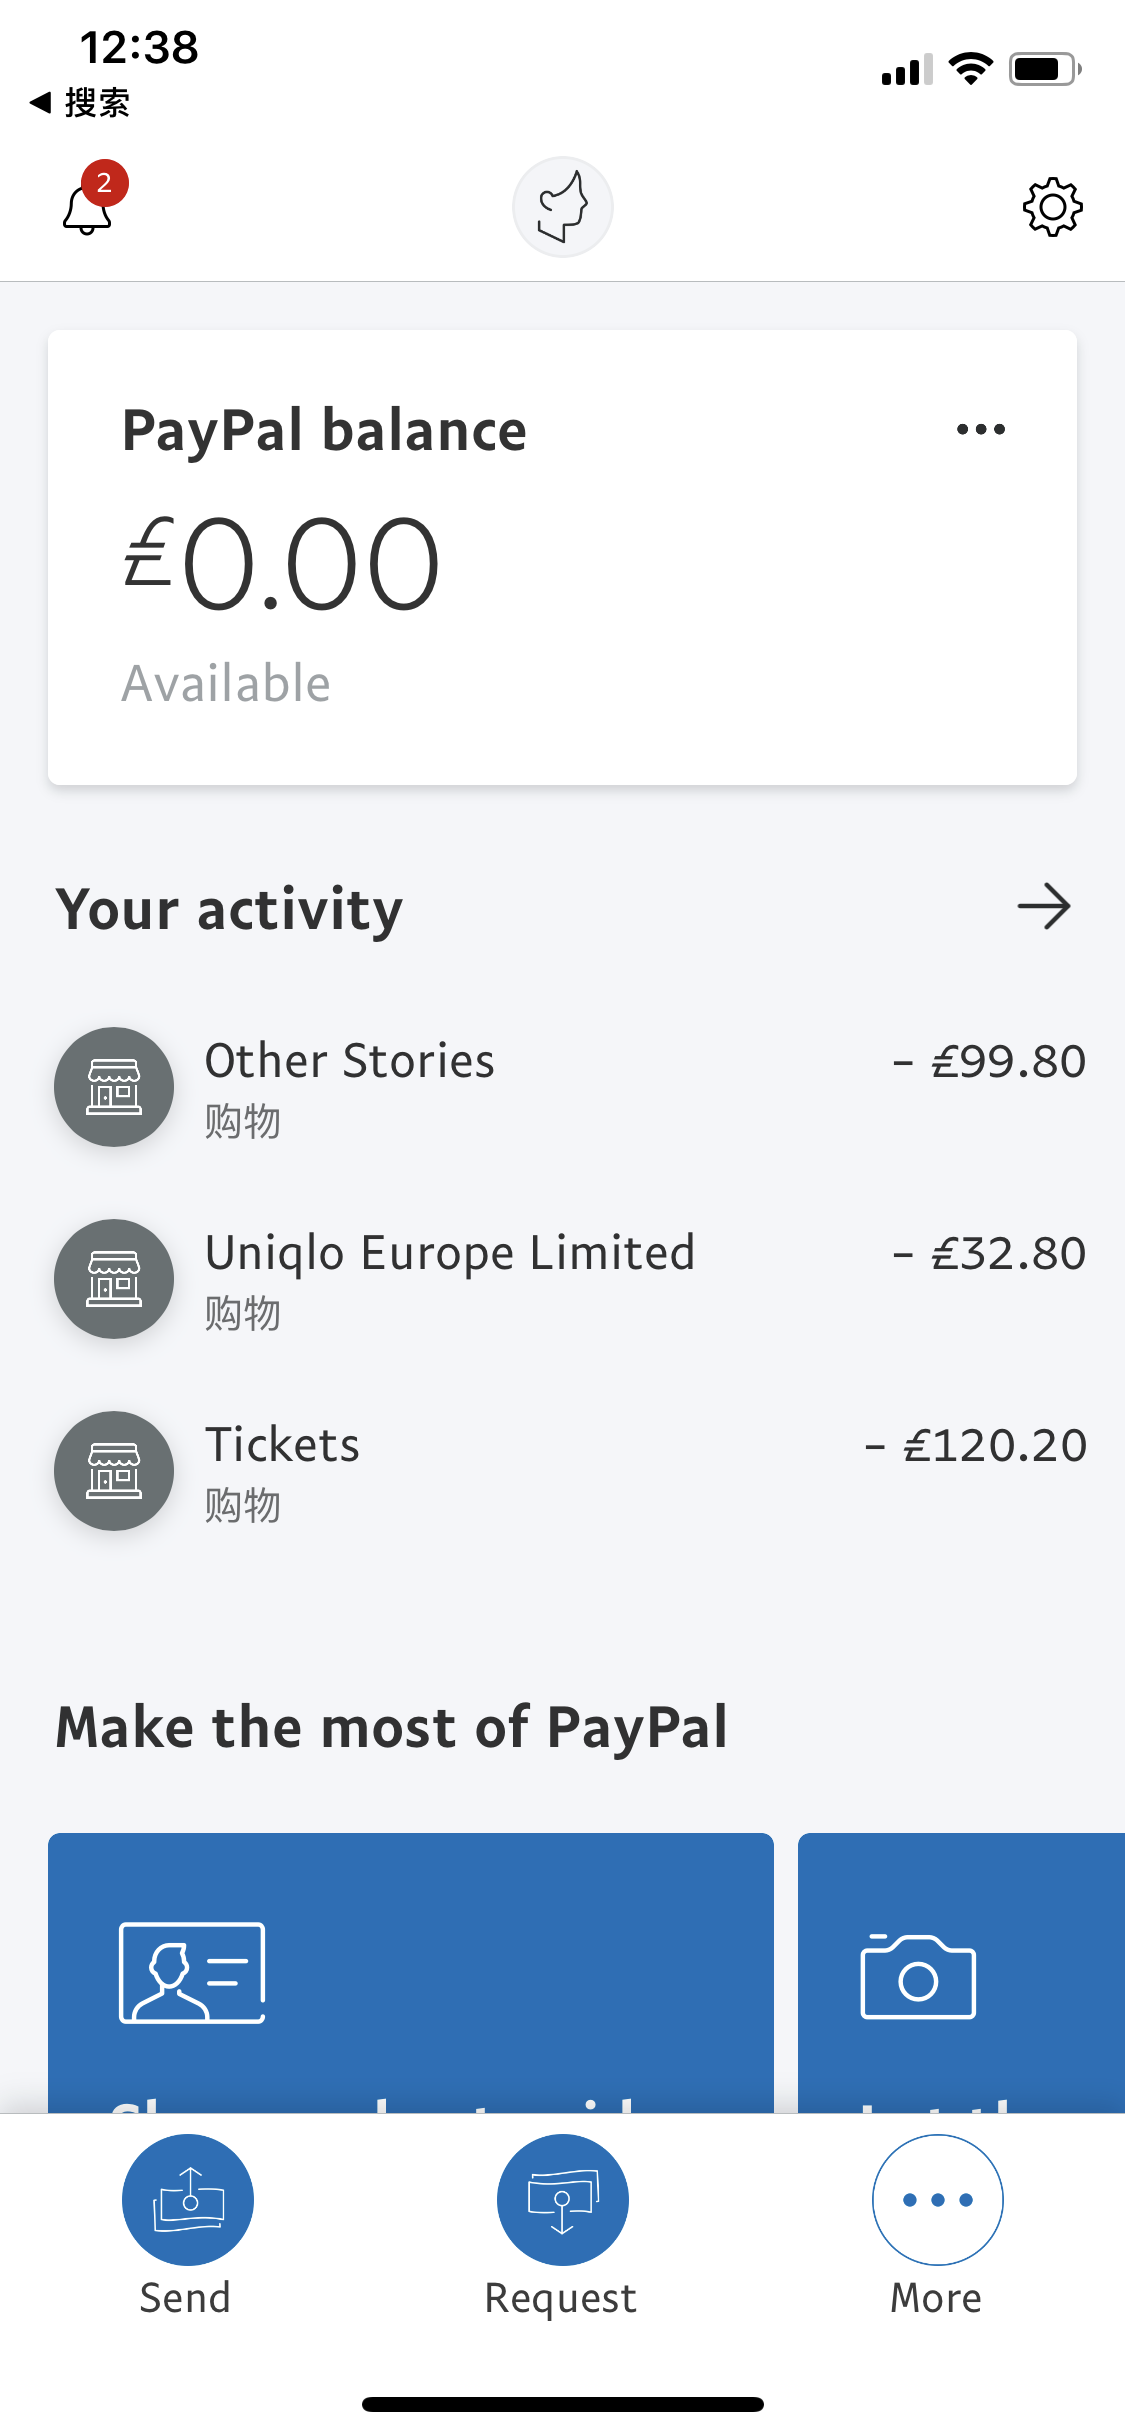 12:38
◀ 搜索
2
PayPal balance
£0.00
Available
Your activity
Other Stories
- £99.80
购物
Uniqlo Europe Limited
- £32.80
购物
Tickets
- £120.20
购物
Make the most of PayPal
Send
Request
More